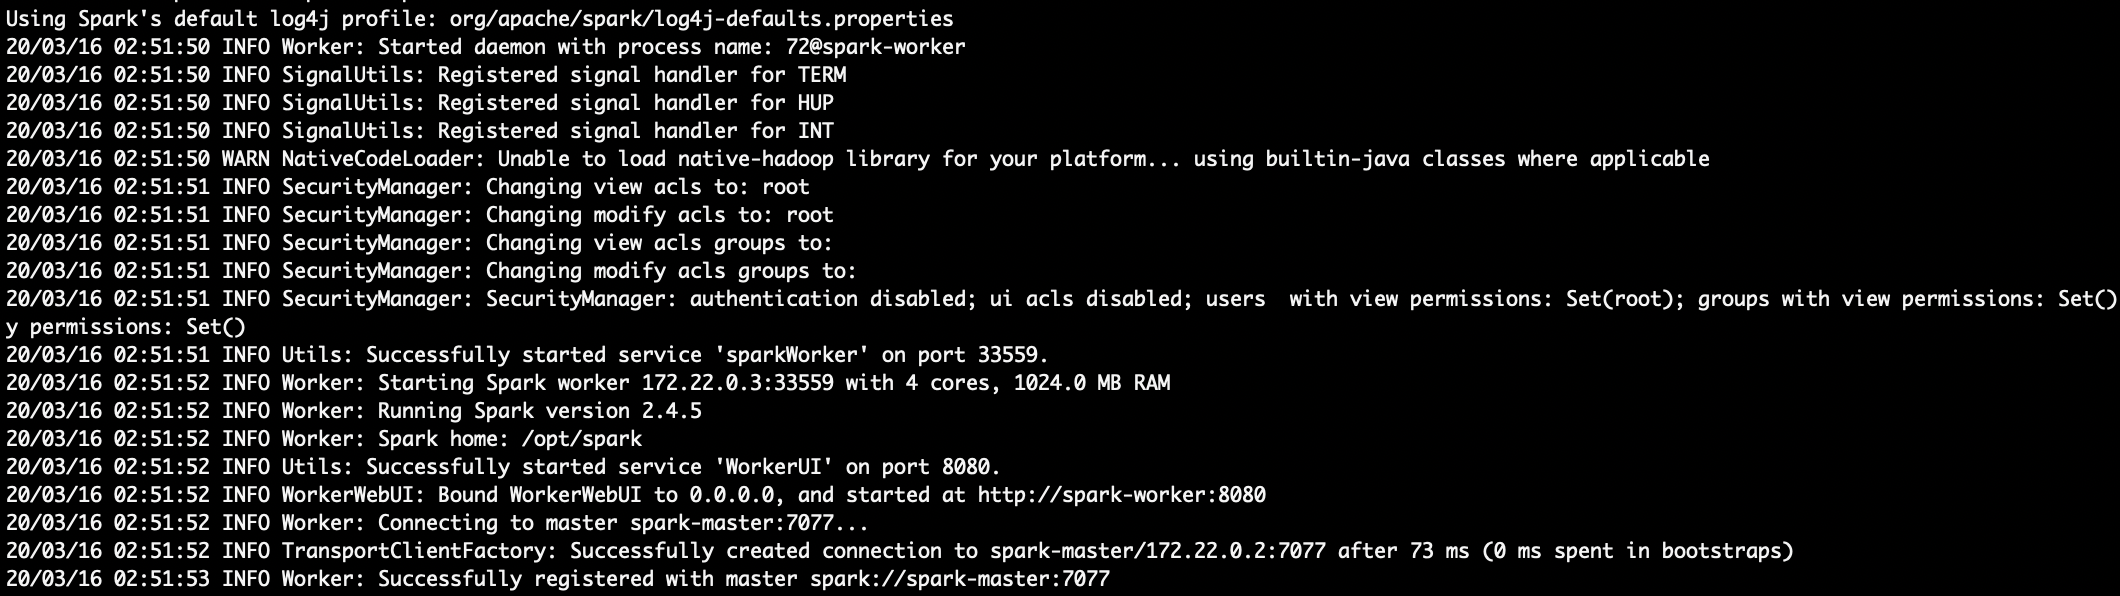 Using Spark's default log4j profile: org/apache/spark/log4j-defaults.properties
20/03/16 02:51:50 INFO Worker: Started daemon with process name: 72@spark-worker
20/03/16 02:51:50 INFO SignalUtils: Registered signal handler for TERM
20/03/16 02:51:50 INFO SignalUtils: Registered signal handler for HUP
20/03/16 02:51:50 INFO SignalUtils: Registered signal handler for INT
20/03/16 02:51:50 WARN NativeCodeLoader: Unable to load native-hadoop library for your platform... using builtin-java classes where applicable
20/03/16 02:51:51 INFO SecurityManager: Changing view acls to: root
20/03/16 02:51:51 INFO SecurityManager: Changing modify acls to: root
20/03/16 02:51:51 INFO SecurityManager: Changing view acls groups to:
20/03/16 02:51:51 INFO SecurityManager: Changing modify acls groups to:
20/03/16 02:51:51 INFO SecurityManager: SecurityManager: authentication disabled; ui acls disabled; users  with view permissions: Set(root); groups with view permissions: Set()
y permissions: Set()
20/03/16 02:51:51 INFO Utils: Successfully started service 'sparkWorker' on port 33559.
20/03/16 02:51:52 INFO Worker: Starting Spark worker 172.22.0.3:33559 with 4 cores, 1024.0 MB RAM
20/03/16 02:51:52 INFO Worker: Running Spark version 2.4.5
20/03/16 02:51:52 INFO Worker: Spark home: /opt/spark
20/03/16 02:51:52 INFO Utils: Successfully started service 'WorkerUI' on port 8080.
20/03/16 02:51:52 INFO WorkerWebUI: Bound WorkerWebUI to 0.0.0.0, and started at http://spark-worker:8080
20/03/16 02:51:52 INFO Worker: Connecting to master spark-master:7077...
20/03/16 02:51:52 INFO TransportClientFactory: Successfully created connection to spark-master/172.22.0.2:7077 after 73 ms (0 ms spent in bootstraps)
20/03/16 02:51:53 INFO Worker: Successfully registered with master spark://spark-master:7077